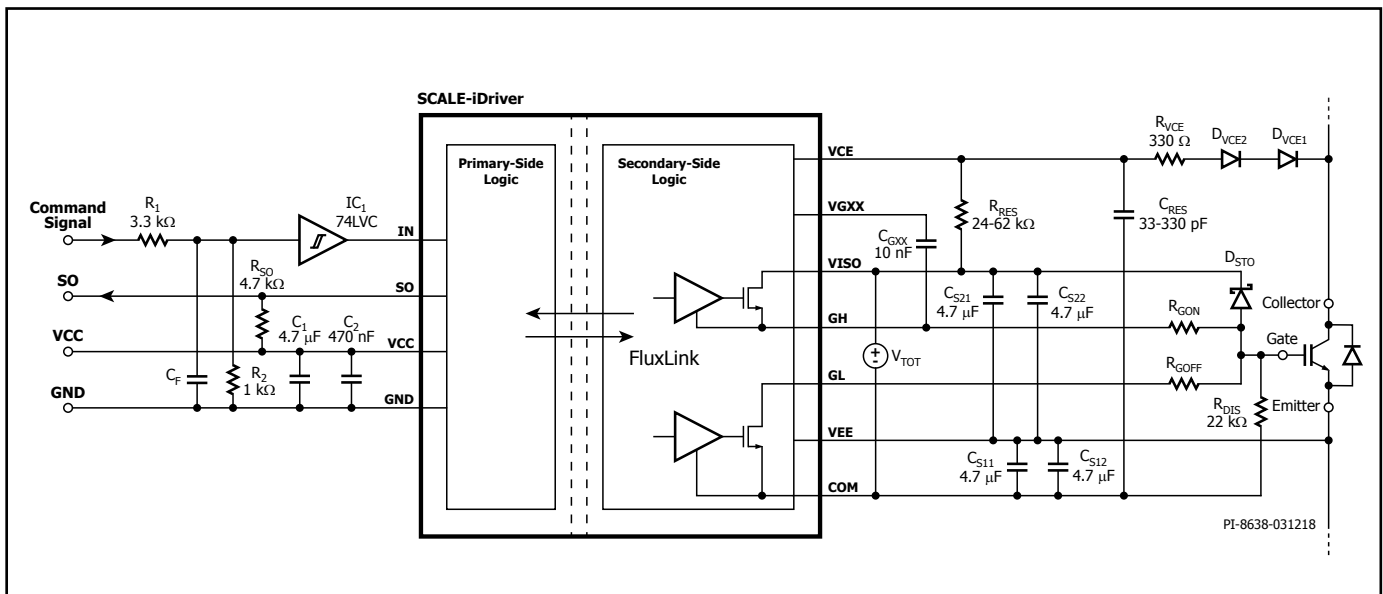 SCALE-iDriver
Primary-Side
Logic
Secondary-Side
Logic
FluxLink
Command
Signal
SO
VCC
GND
R1
3.3 kΩ
IC1
74LVC
RSO
4.7 kΩ
C1
4.7 μF
C2
470 nF
CF
R2
1 kΩ
IN
SO
VCC
GND
VCE
VGXX
VISO
GH
GL
VEE
COM
RVCE
330 Ω
DVCE2
DVCE1
RRES
24-62 kΩ
CRES
33-330 pF
CGXX
10 nF
CS21
4.7 μF
CS22
4.7 μF
VTOT
DSTO
Collector
RGON
Gate
RGOFF
RDIS
22 kΩ
Emitter
CS11
4.7 μF
CS12
4.7 μF
PI-8638-031218